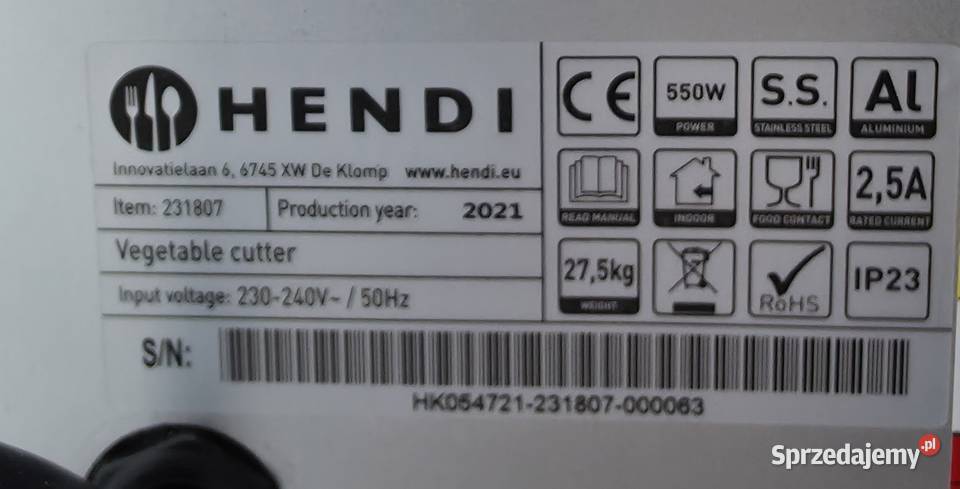 HENDI
Innovatielaan 6, 6745 XW De Klomp www.hendi.eu
Item: 231807 Production year: 2021
Vegetable cutter
Input voltage: 230-240V~ / 50Hz
CE
550W
POWER
S.S.
STAINLESS STEEL
Al
ALUMINIUM
READ MANUAL
INDOOR
FOOD CONTACT
2,5A
RATED CURRENT
27,5kg
WEIGHT
RoHS
IP23
S/N:
HK054721-231807-000063
Sprzedajemy.pl